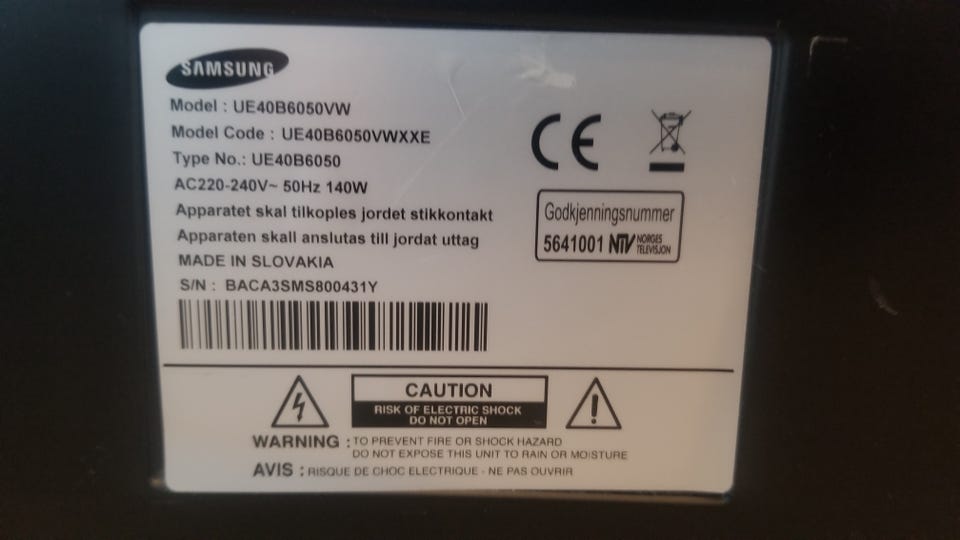 SAMSUNG
Model : UE40B6050VW
Model Code : UE40B6050VWXXE
Type No.: UE40B6050
AC220-240V~ 50Hz 140W
Apparatet skal tilkoples jordet stikkontakt
Apparaten skall anslutas till jordat uttag
MADE IN SLOVAKIA
S/N : BACA3SMS800431Y
CE
Godkjenningsnummer
5641001 NTV NORGES
TELEVISJON
CAUTION
RISK OF ELECTRIC SHOCK
DO NOT OPEN
WARNING : TO PREVENT FIRE OR SHOCK HAZARD
DO NOT EXPOSE THIS UNIT TO RAIN OR MOISTURE
AVIS : RISQUE DE CHOC ELECTRIQUE - NE PAS OUVRIR